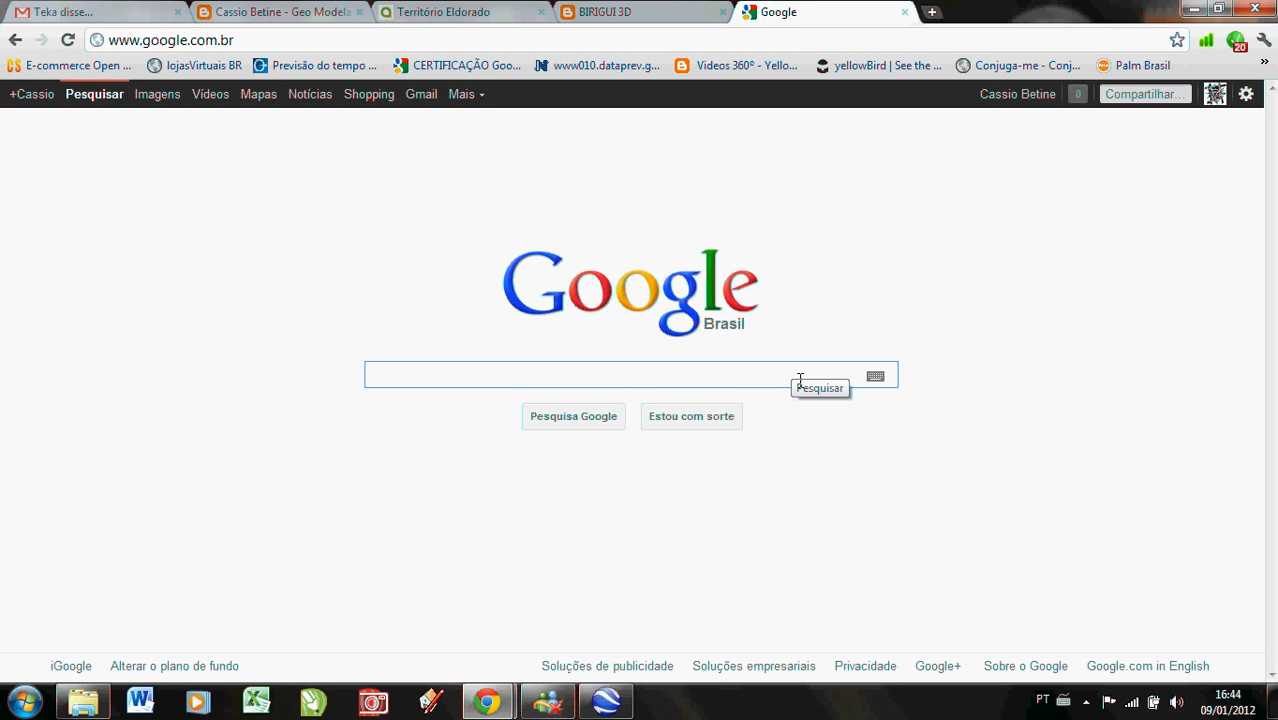 Teka disse...
Cassio Betine - Geo Modela
Território Eldorado
BIRIGUI 3D
Google
www.google.com.br
20
E-commerce Open ...
lojasVirtuais BR
Previsão do tempo ...
CERTIFICAÇÃO Goo...
www010.dataprev.g...
Videos 360º - Yello...
yellowBird | See the ...
Conjuga-me - Conj...
Palm Brasil
+Cassio
Pesquisar
Imagens
Vídeos
Mapas
Notícias
Shopping
Gmail
Mais
Cassio Betine
0
Compartilhar...
Google
Brasil
Pesquisar
Pesquisa Google
Estou com sorte
iGoogle
Alterar o plano de fundo
Soluções de publicidade
Soluções empresariais
Privacidade
Google+
Sobre o Google
Google.com in English
PT
16:44
09/01/2012